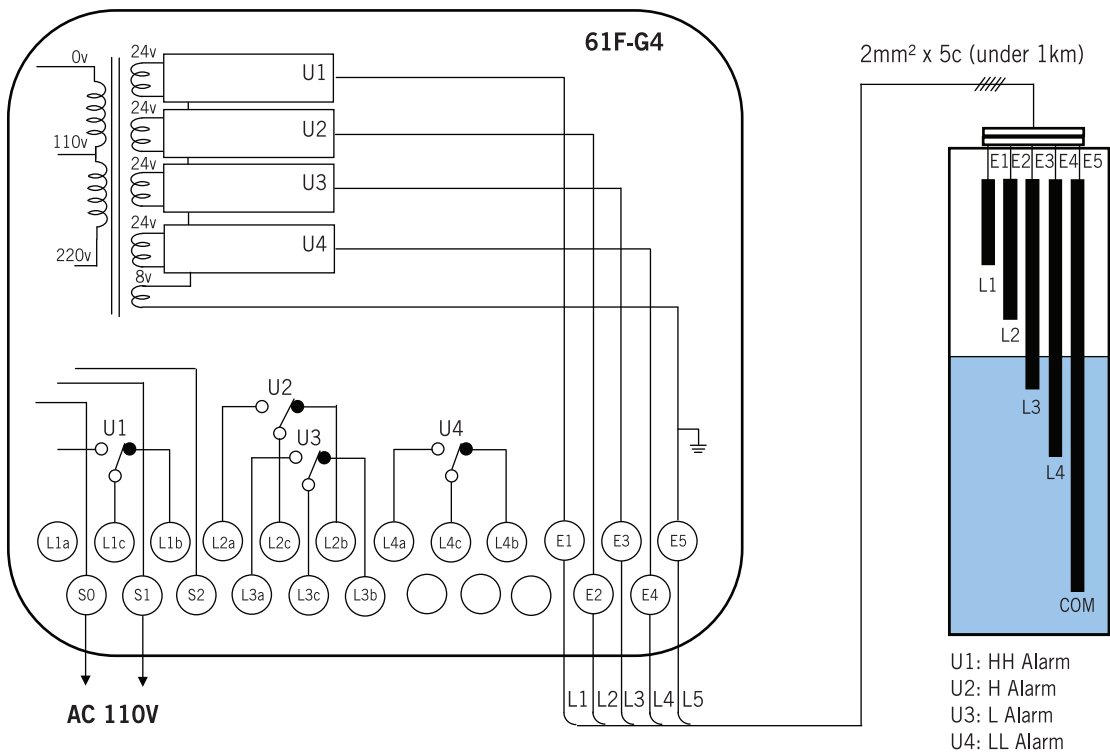 61F-G4
0v
24v
U1
2mm² x 5c (under 1km)
24v
U2
110v
24v
U3
24v
U4
220v
8v
E1 E2 E3 E4 E5
L1
L2
L3
L4
COM
U2
U1
U3
U4
L1a L1c L1b L2a L2c L2b L4a L4c L4b E1 E3 E5
S0 S1 S2 L3a L3c L3b E2 E4
L1 L2 L3 L4 L5
AC 110V
U1: HH Alarm
U2: H Alarm
U3: L Alarm
U4: LL Alarm